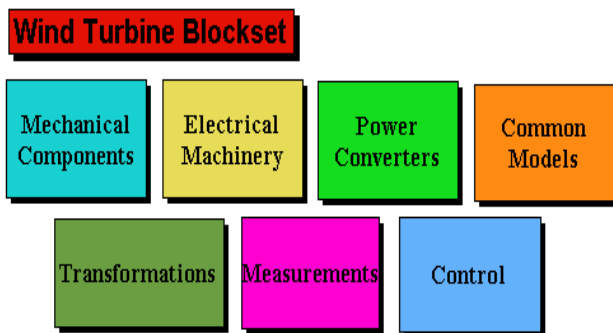 Wind Turbine Blockset
Mechanical
Components
Electrical
Machinery
Power
Converters
Common
Models
Transformations
Measurements
Control